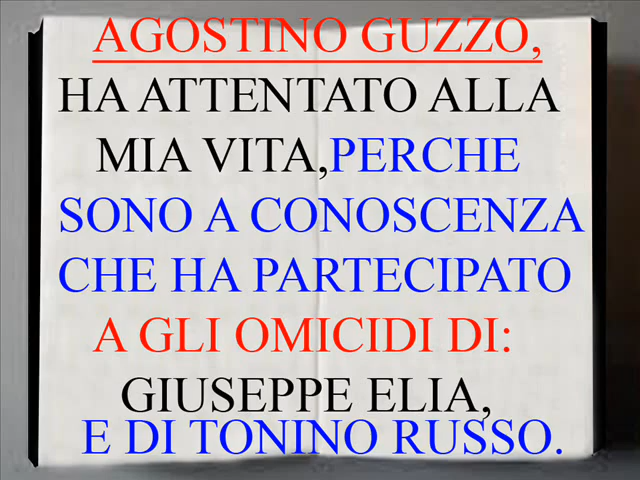 AGOSTINO GUZZO,
HA ATTENTATO ALLA
MIA VITA,PERCHE
SONO A CONOSCENZA
CHE HA PARTECIPATO
A GLI OMICIDI DI:
GIUSEPPE ELIA,
E DI TONINO RUSSO.